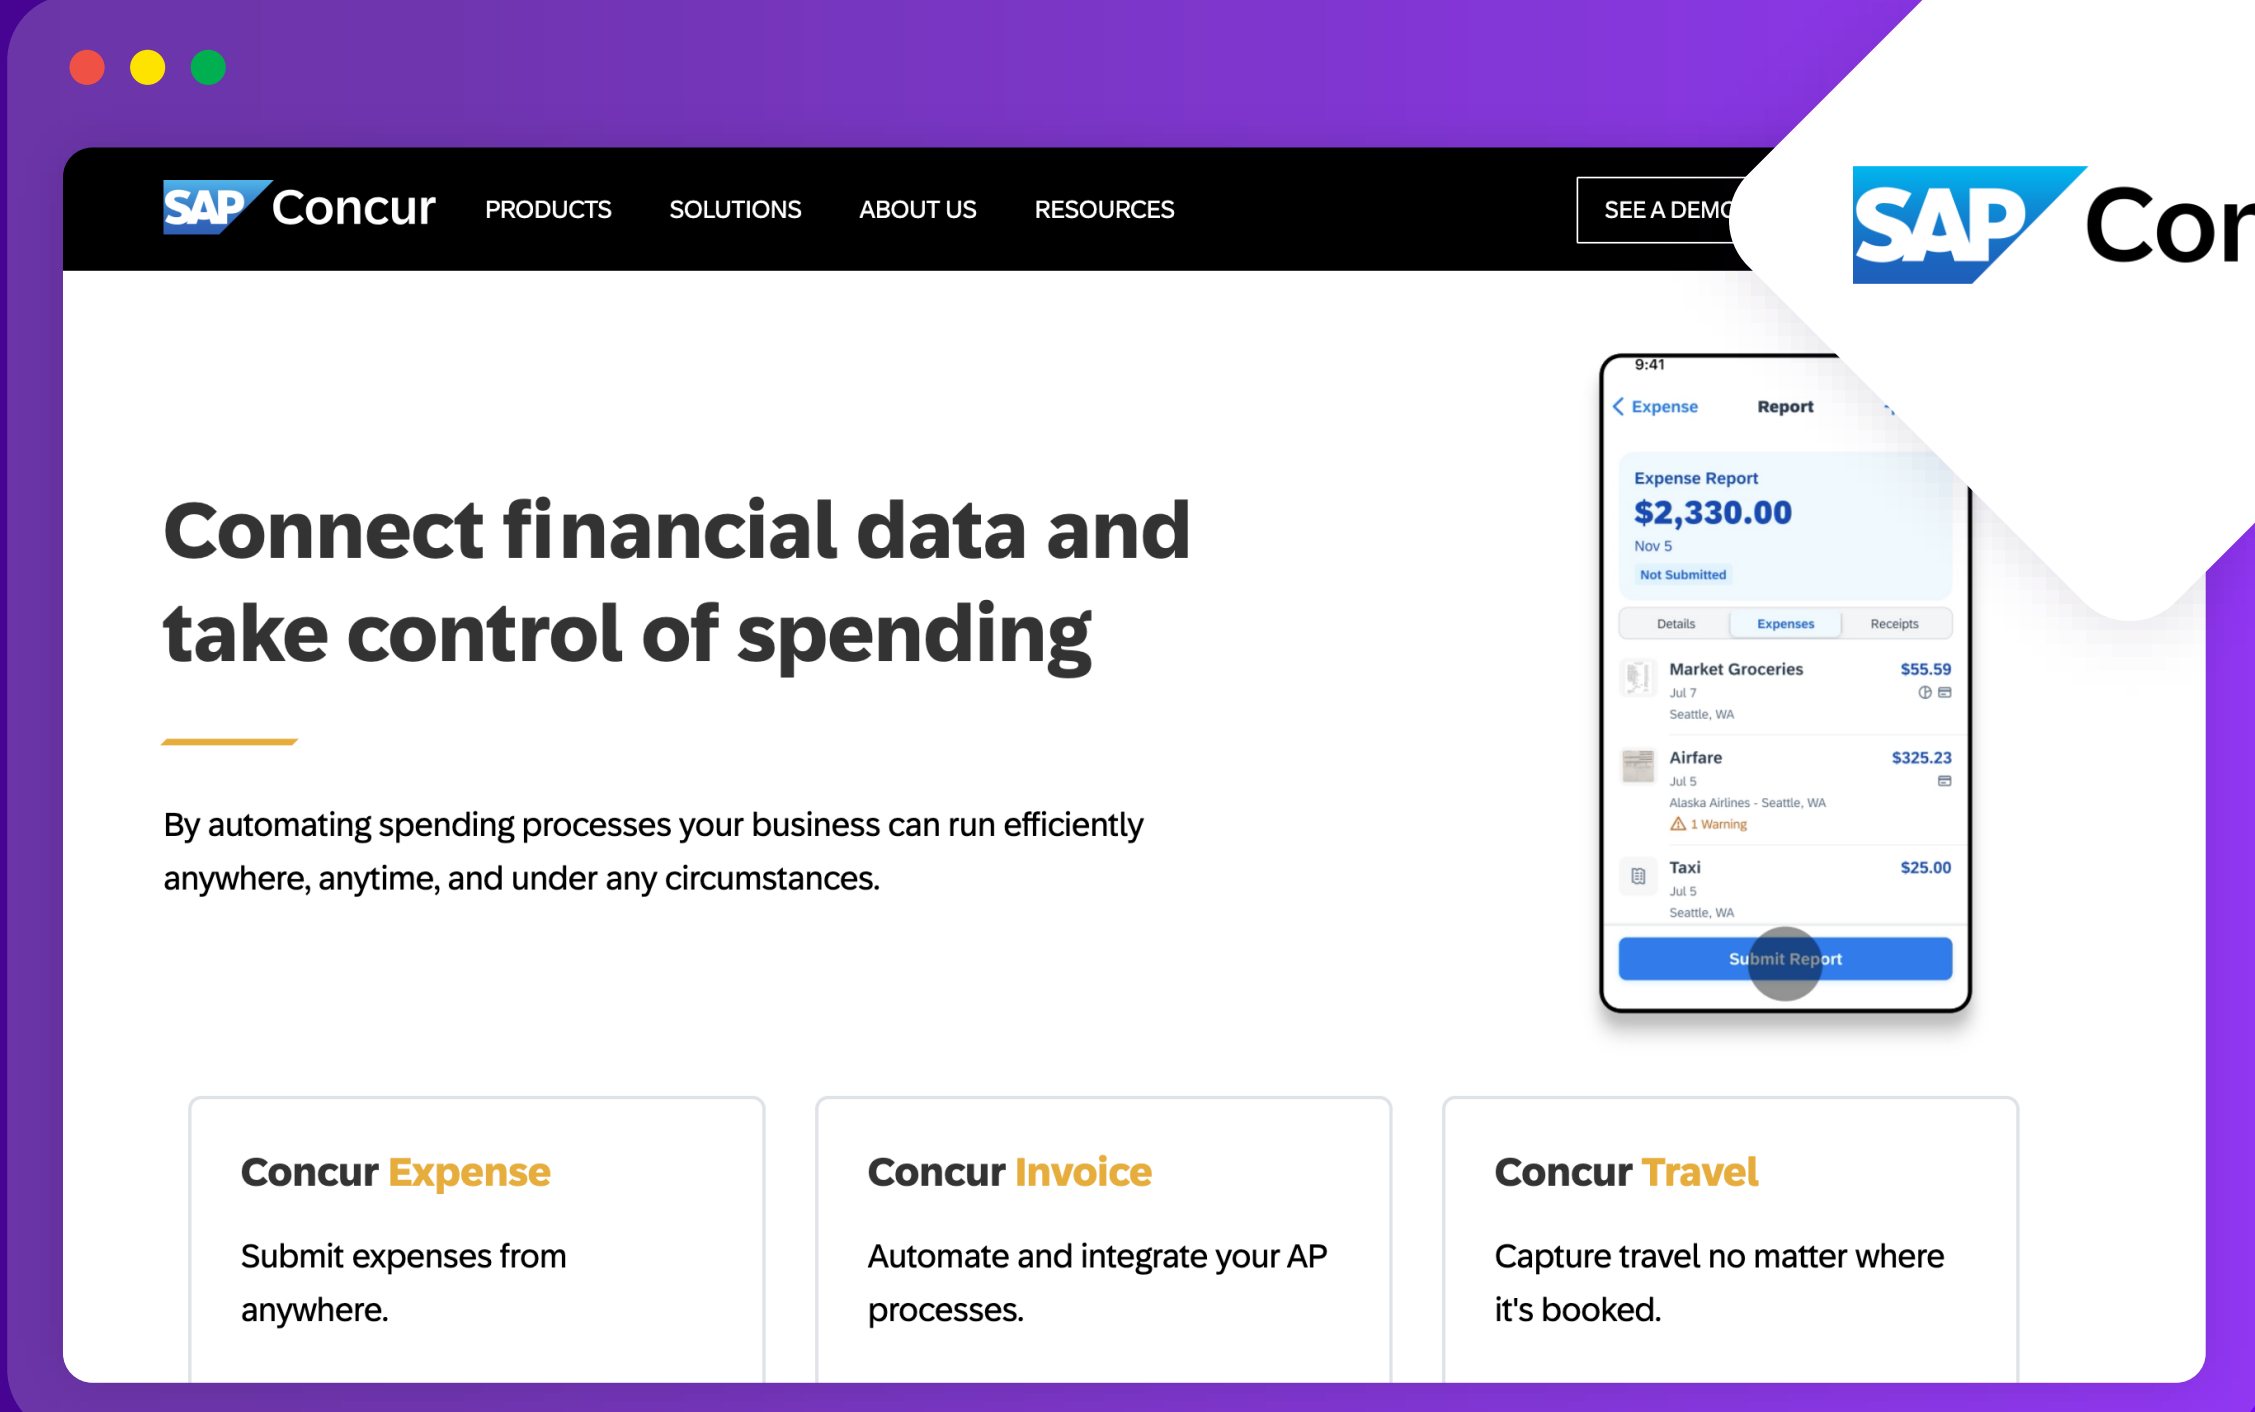 SAP Concur PRODUCTS SOLUTIONS ABOUT US RESOURCES
SEE A DEMO
SAP
Connect financial data and
take control of spending
By automating spending processes your business can run efficiently
anywhere, anytime, and under any circumstances.
9:41
Expense Report
Expense Report
$2,330.00
Nov 5
Not Submitted
Details Expenses Receipts
Market Groceries $55.59
Jul 7
Seattle, WA
Airfare $325.23
Jul 5
Alaska Airlines - Seattle, WA
1 Warning
Taxi $25.00
Jul 5
Seattle, WA
Submit Report
Concur Expense
Submit expenses from
anywhere.
Concur Invoice
Automate and integrate your AP
processes.
Concur Travel
Capture travel no matter where
it's booked.